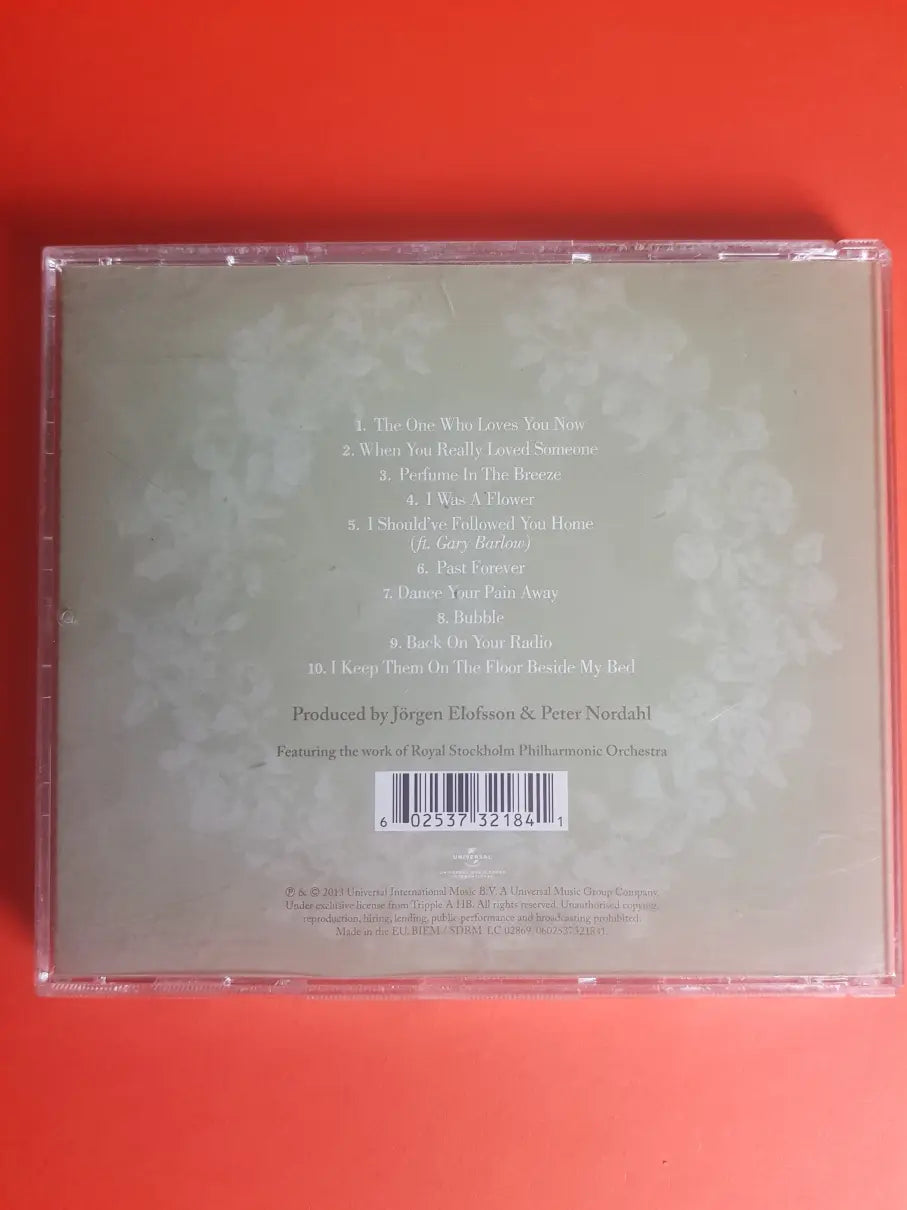 1. The One Who Loves You Now
2. When You Really Loved Someone
3. Perfume In The Breeze
4. I Was A Flower
5. I Should've Followed You Home
(ft. Gary Barlow)
6. Past Forever
7. Dance Your Pain Away
8. Bubble
9. Back On Your Radio
10. I Keep Them On The Floor Beside My Bed
Produced by Jörgen Elofsson & Peter Nordahl
Featuring the work of Royal Stockholm Philharmonic Orchestra
6 02537 32184 1
UNIVERSAL
UNIVERSAL MUSIC GROUP
INTERNATIONAL
℗ & © 2013 Universal International Music B.V. A Universal Music Group Company.
Under exclusive license from Tripple A HB. All rights reserved. Unauthorised copying,
reproduction, hiring, lending, public performance and broadcasting prohibited.
Made in the EU. BIEM / SDRM. LC 02869. 0602537321841.